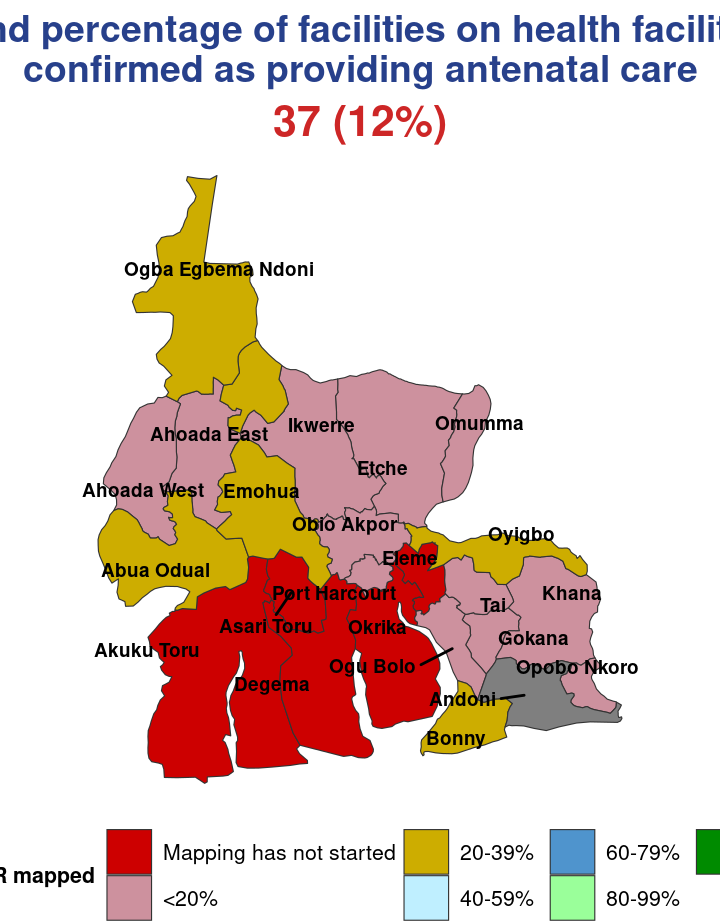 percentage of facilities on health
confirmed as providing antenatal care
37 (12%)
Ogba Egbema Ndoni
Omumma
Ikwerre
Ahoada East
Etche
Ahoada West
Emohua
Obio Akpor
Oyigbo
Eleme
Abua Odual
Port Harcourt
Khana
Tai
Asari Toru
Okrika
Gokana
Akuku Toru
Ogu Bolo
Opobo Nkoro
Degema
Andoni
Bonny
mapped
Mapping has not started
20-39%
60-79%
<20%
40-59%
80-99%